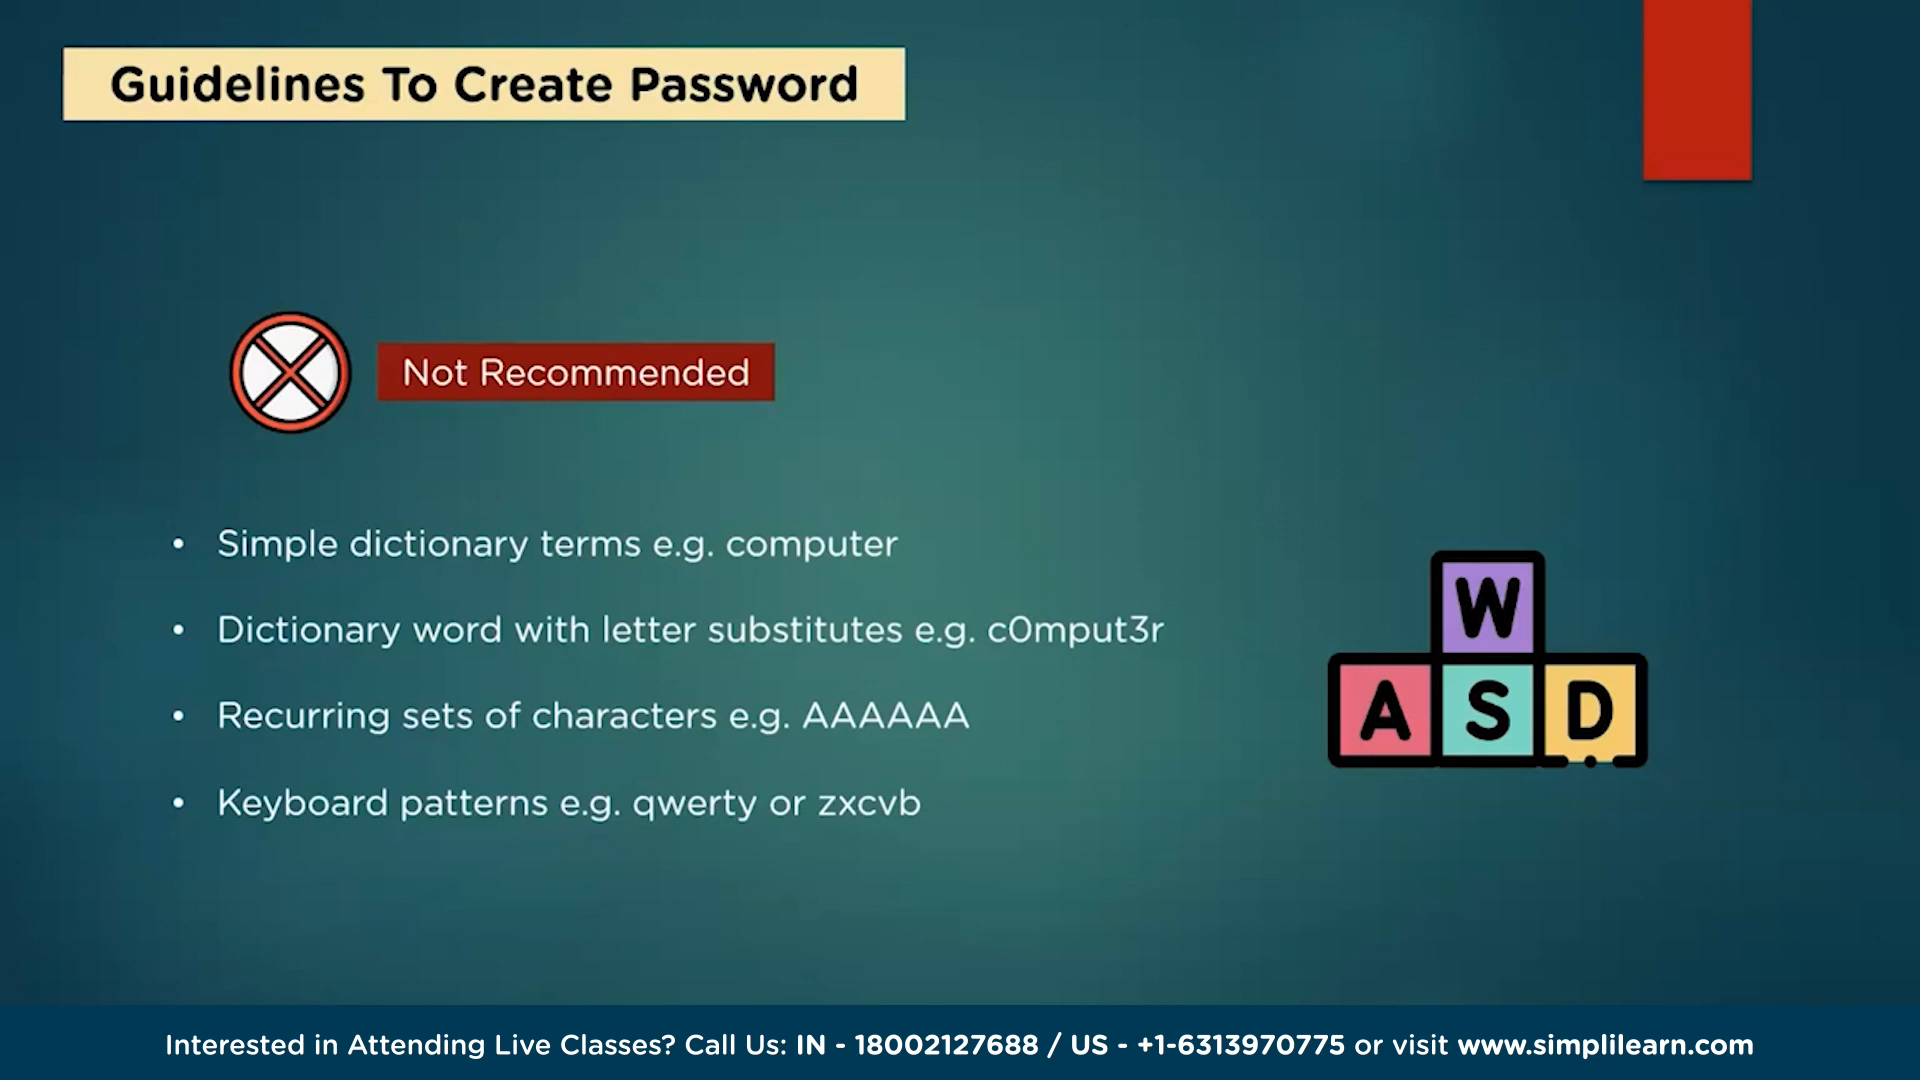 Guidelines To Create Password
Not Recommended
• Simple dictionary terms e.g. computer
• Dictionary word with letter substitutes e.g. c0mput3r
• Recurring sets of characters e.g. AAAAAA
• Keyboard patterns e.g. qwerty or zxcvb
W
A S D
Interested in Attending Live Classes? Call Us: IN - 18002127688 / US - +1-6313970775 or visit www.simplilearn.com